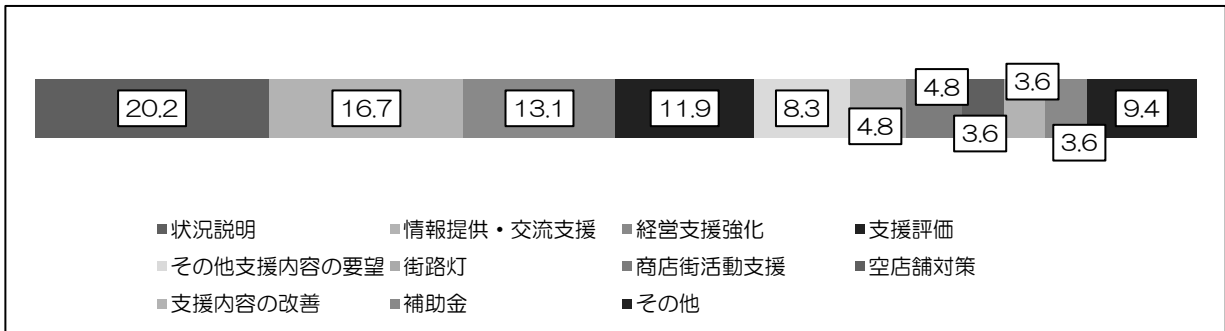 20.2 16.7 13.1 11.9 8.3 4.8 4.8 3.6 3.6 3.6 9.4
■状況説明 ■情報提供・交流支援 ■経営支援強化 ■支援評価
■その他支援内容の要望 ■街路灯 ■商店街活動支援 ■空店舗対策
■支援内容の改善 ■補助金 ■その他